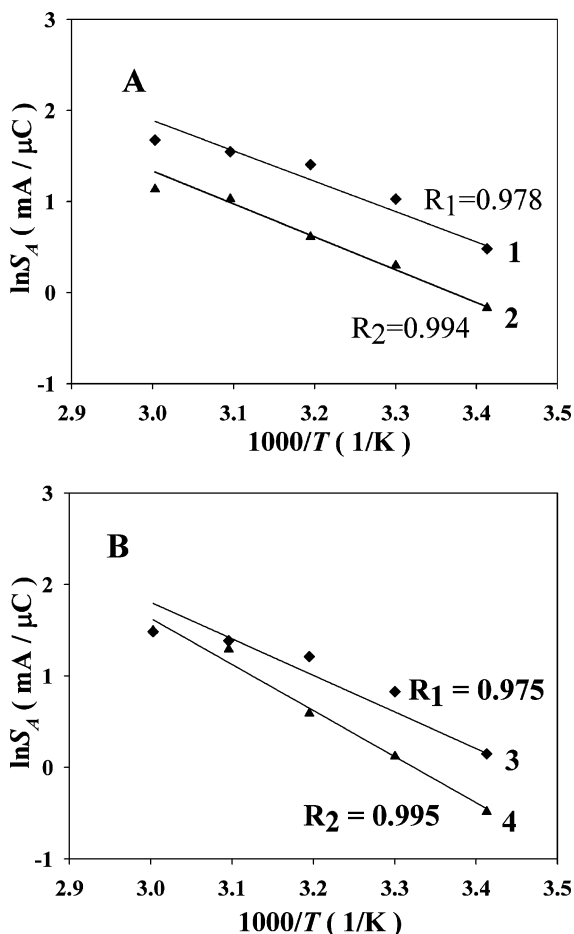 3
A
2
R1=0.978
1
1
0
R2=0.994
2
-1
2.9 3.0 3.1 3.2 3.3 3.4 3.5
lnSA ( mA / μC )
1000/T ( 1/K )
3
B
2
1
R1 = 0.975
3
0
R2 = 0.995
4
-1
2.9 3.0 3.1 3.2 3.3 3.4 3.5
lnSA ( mA / μC )
1000/T ( 1/K )